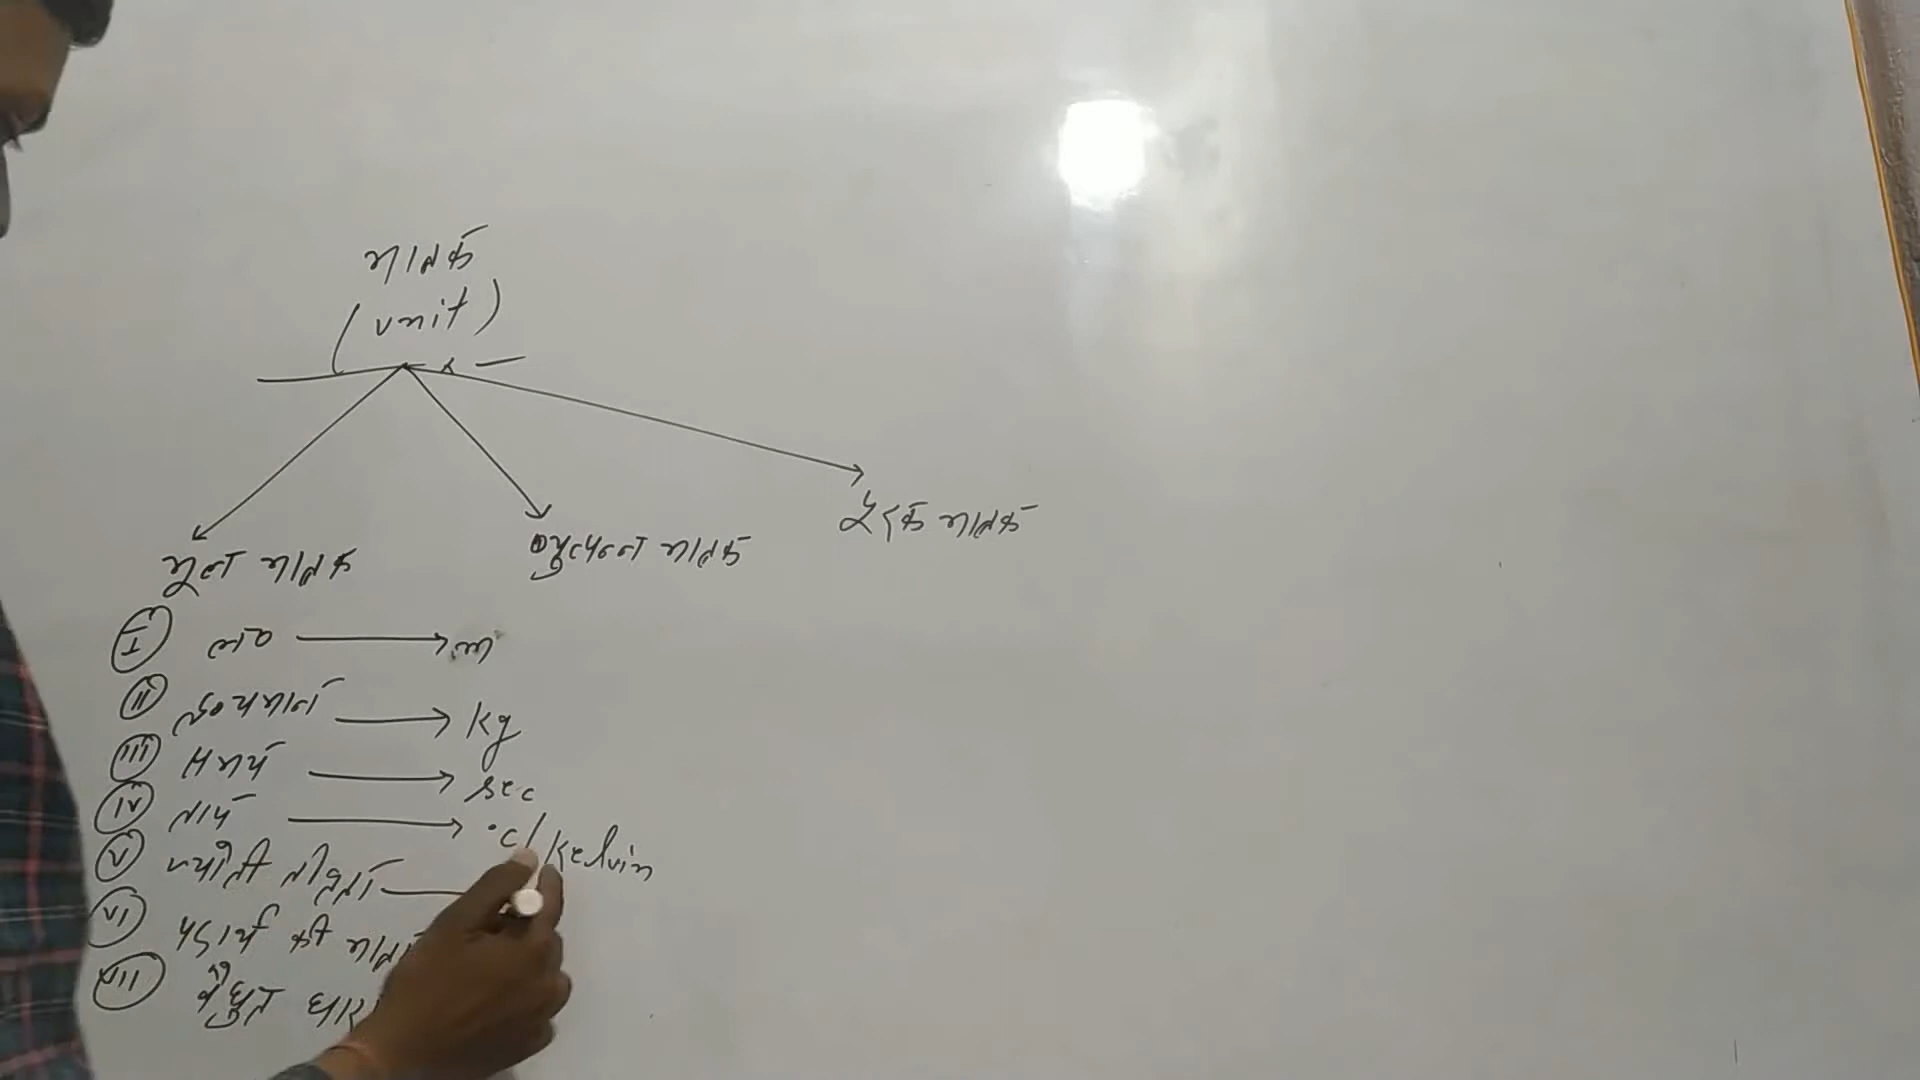 मात्रक
(unit)
मूल मात्रक
व्युत्पन्न मात्रक
पूरक मात्रक
I लंo → m
II द्रव्यमान → kg
III समय → sec
IV ताप → °c/Kelvin
V ज्योति तीव्रता
VI पदार्थ की मात्रा
VII वैद्युत धारा